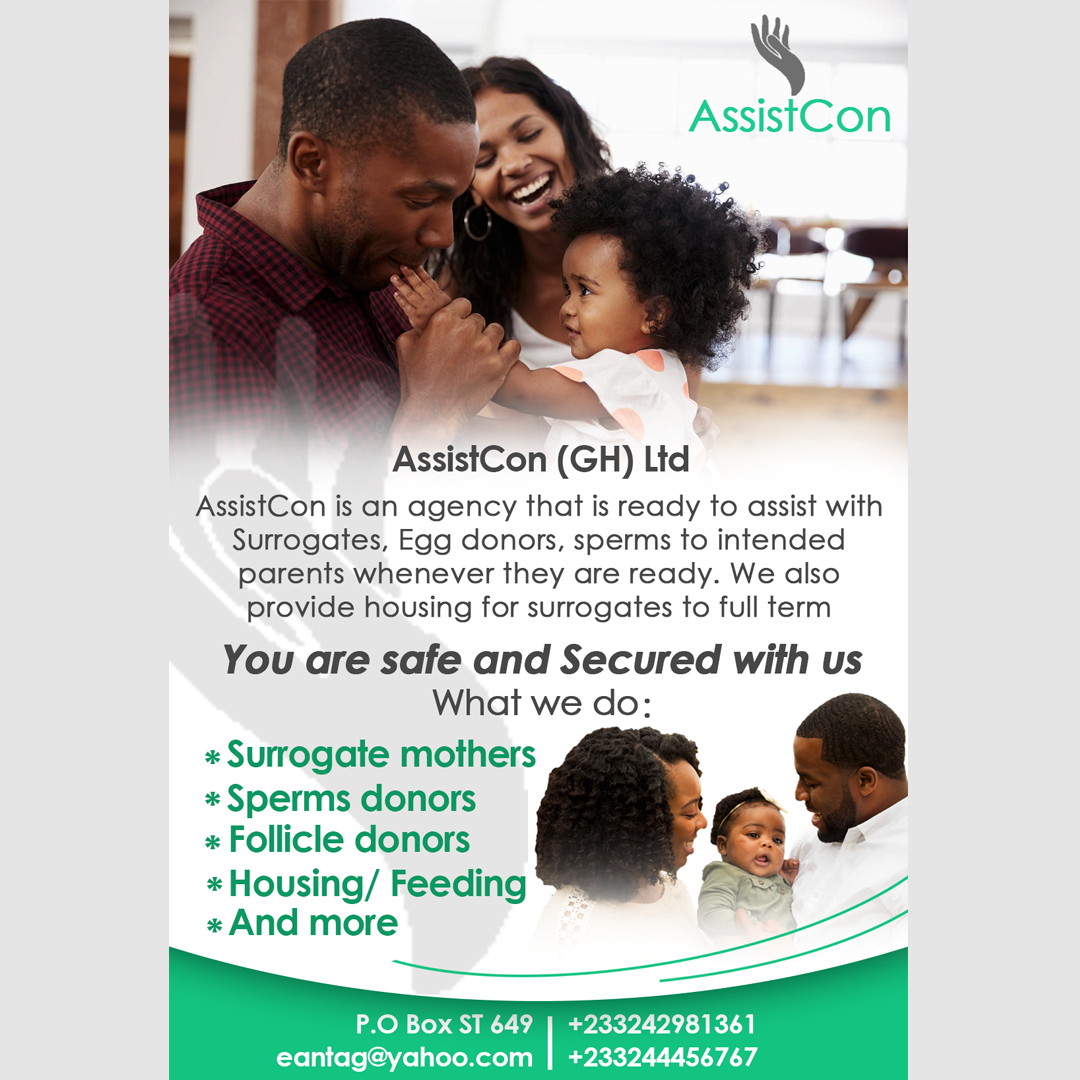 AssistCon
AssistCon (GH) Ltd
AssistCon is an agency that is ready to assist with
Surrogates, Egg donors, sperms to intended
parents whenever they are ready. We also
provide housing for surrogates to full term
You are safe and Secured with us
What we do:
* Surrogate mothers
* Sperms donors
* Follicle donors
* Housing/ Feeding
* And more
P.O Box ST 649 | +233242981361
eantag@yahoo.com | +233244456767